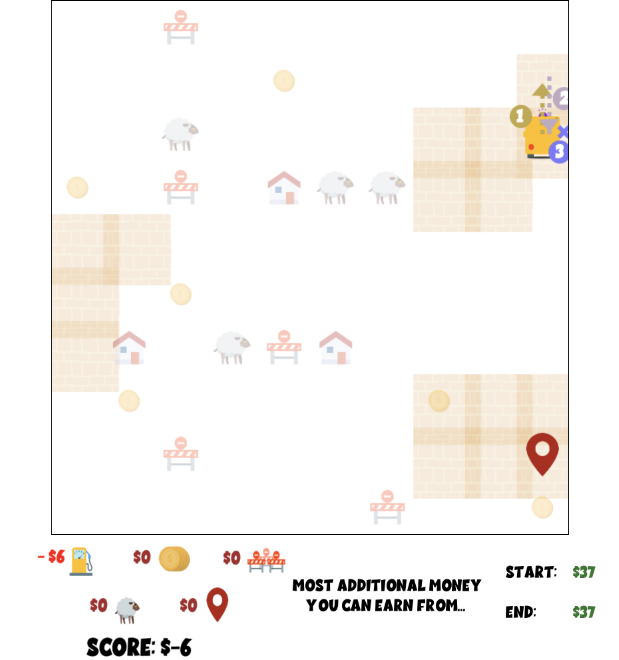 1
2
3
- $6
$0
$0
$0
$0
MOST ADDITIONAL MONEY
YOU CAN EARN FROM...
START: $37
END: $37
SCORE: $-6